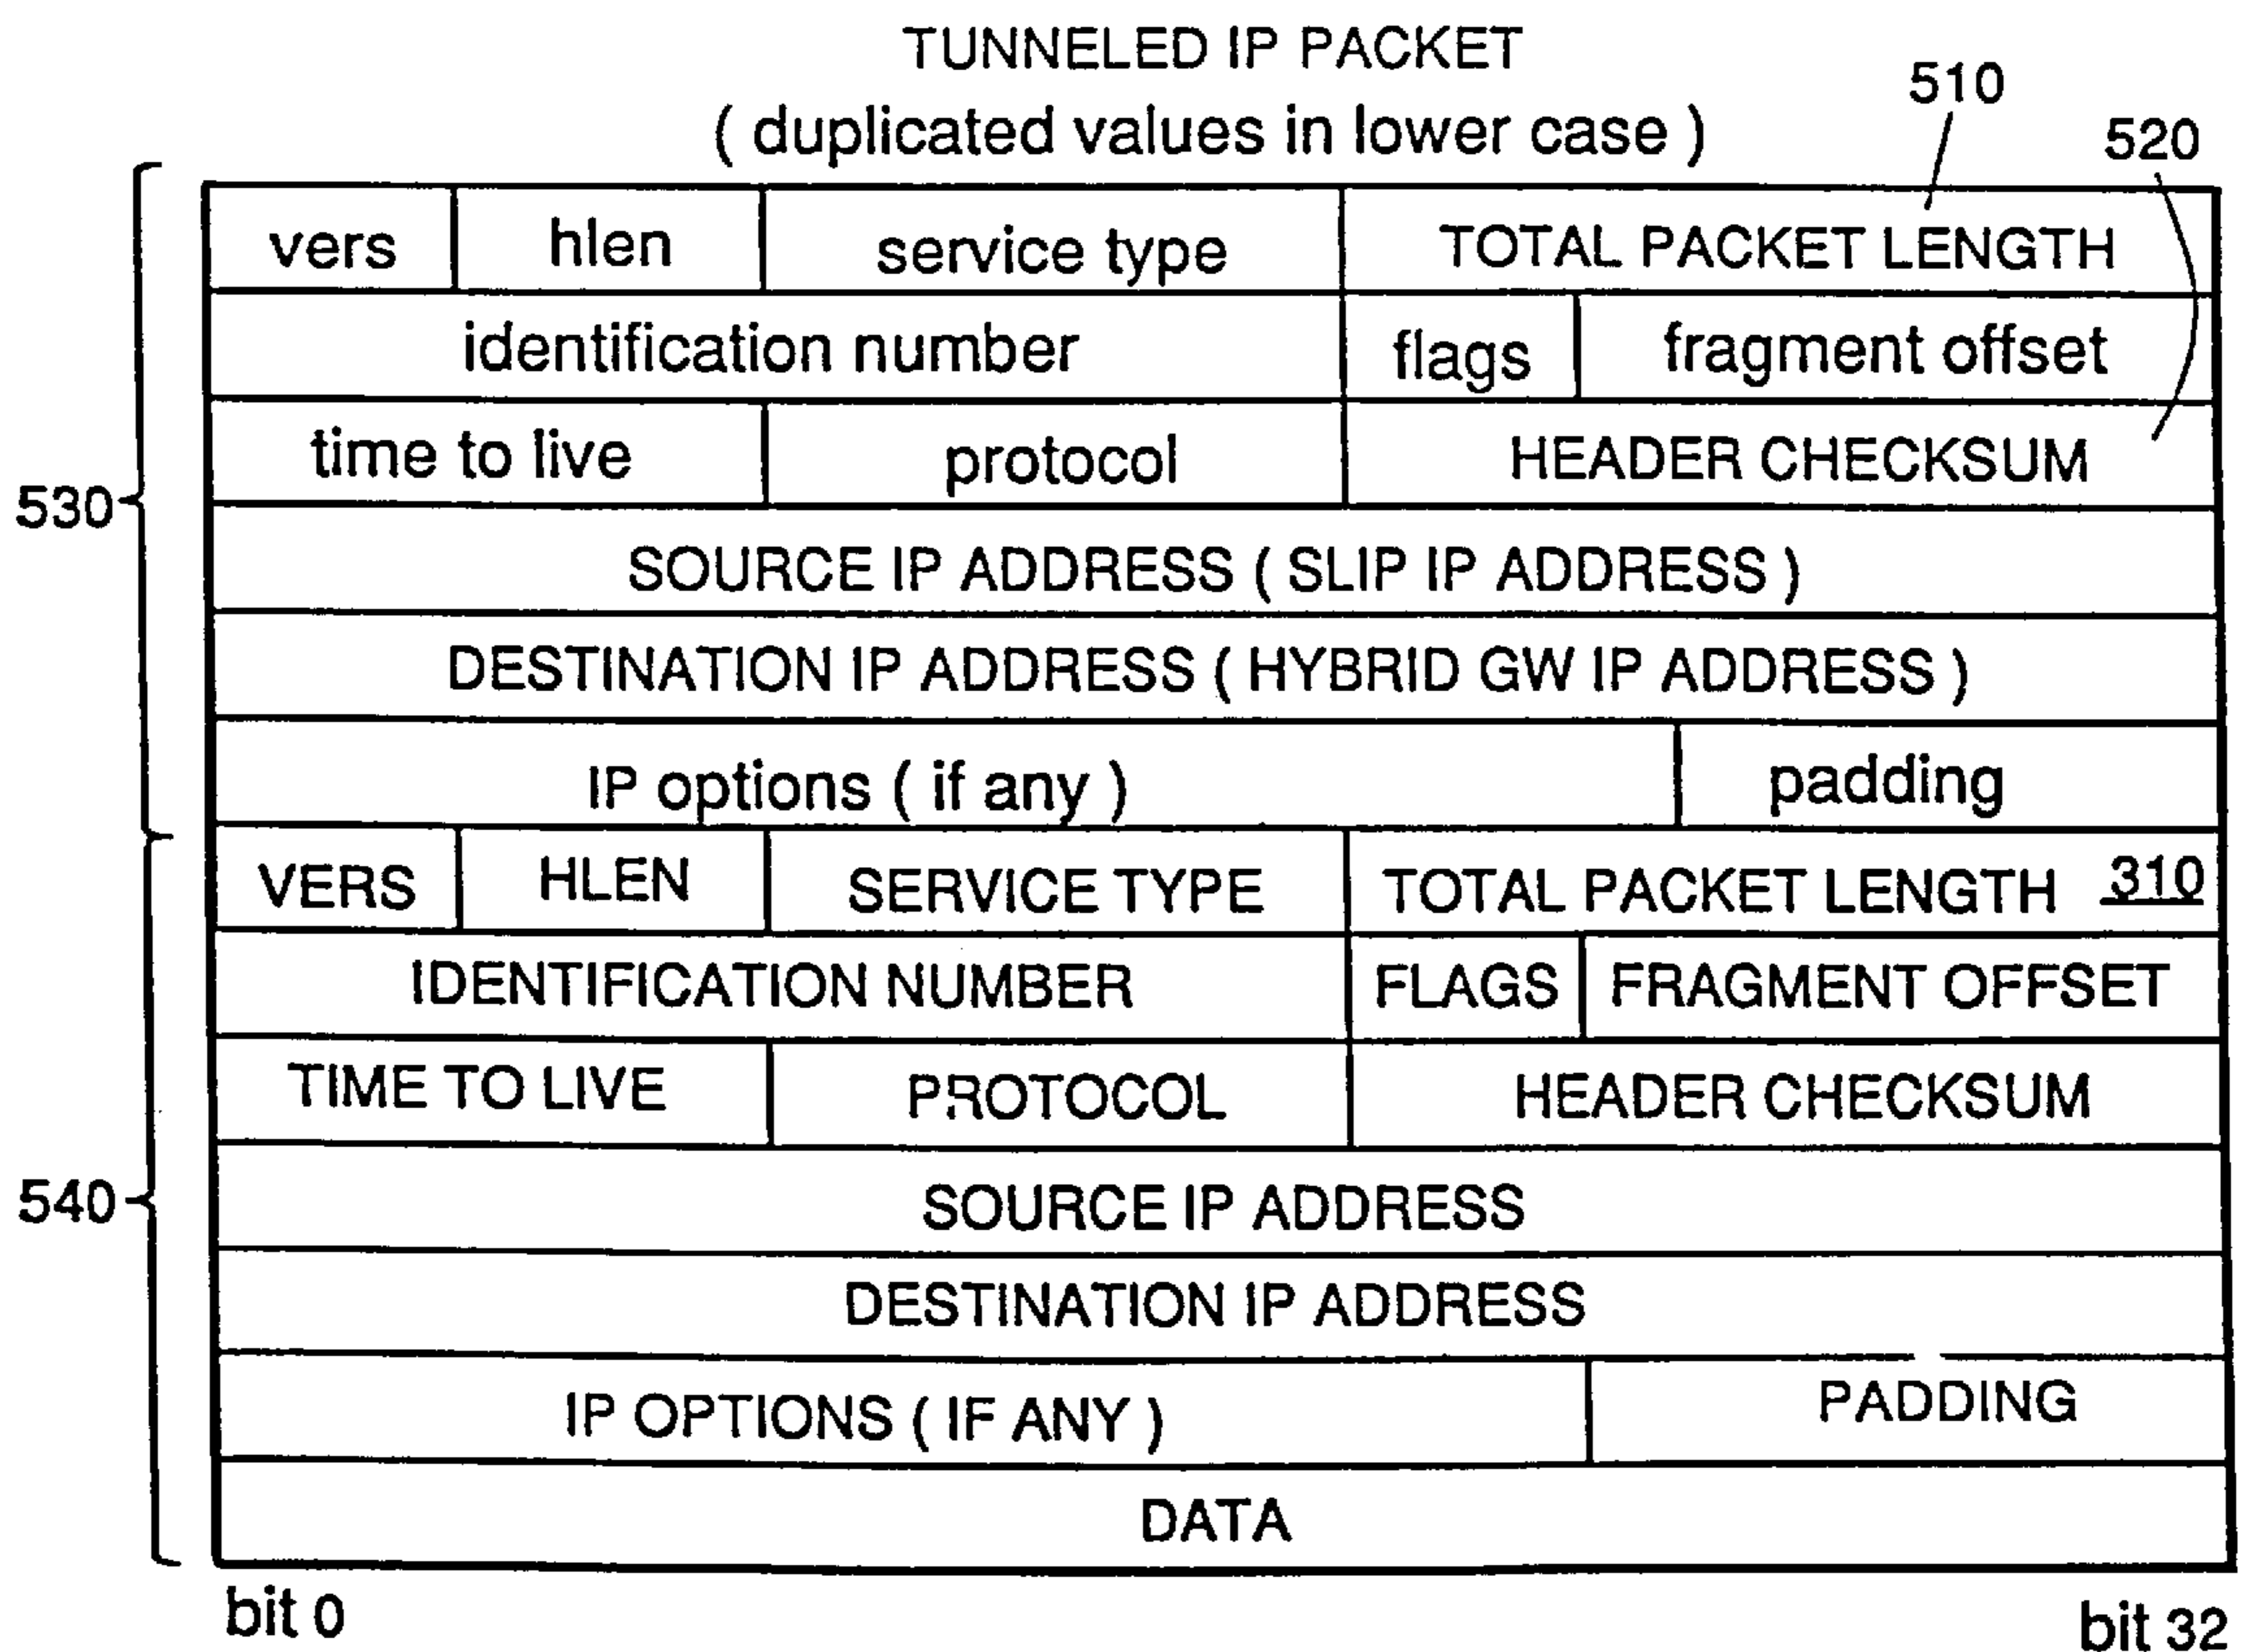 TUNNELED IP PACKET
( duplicated values in lower case )
510
520
vers hlen service type TOTAL PACKET LENGTH
identification number flags fragment offset
time to live protocol HEADER CHECKSUM
530
SOURCE IP ADDRESS ( SLIP IP ADDRESS )
DESTINATION IP ADDRESS ( HYBRID GW IP ADDRESS )
IP options ( if any ) padding
VERS HLEN SERVICE TYPE TOTAL PACKET LENGTH 310
IDENTIFICATION NUMBER FLAGS FRAGMENT OFFSET
TIME TO LIVE PROTOCOL HEADER CHECKSUM
540
SOURCE IP ADDRESS
DESTINATION IP ADDRESS
IP OPTIONS ( IF ANY ) PADDING
DATA
bit 0 bit 32